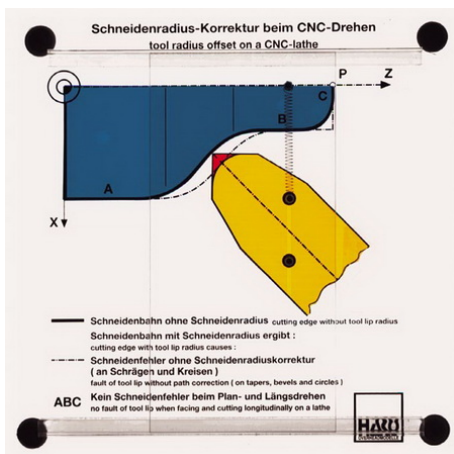 Schneidenradius-Korrektur beim CNC-Drehen
tool radius offset on a CNC-lathe
P
Z
C
B
A
X
Schneidenbahn ohne Schneidenradius cutting edge without tool lip radius
Schneidenbahn mit Schneidenradius ergibt :
cutting edge with tool lip radius causes :
Schneidenfehler ohne Schneidenradiuskorrektur
( an Schrägen und Kreisen )
fault of tool lip without path correction ( on tapers, bevels and circles )
ABC Kein Schneidenfehler beim Plan- und Längsdrehen
no fault of tool lip when facing and cutting longitudinally on a lathe